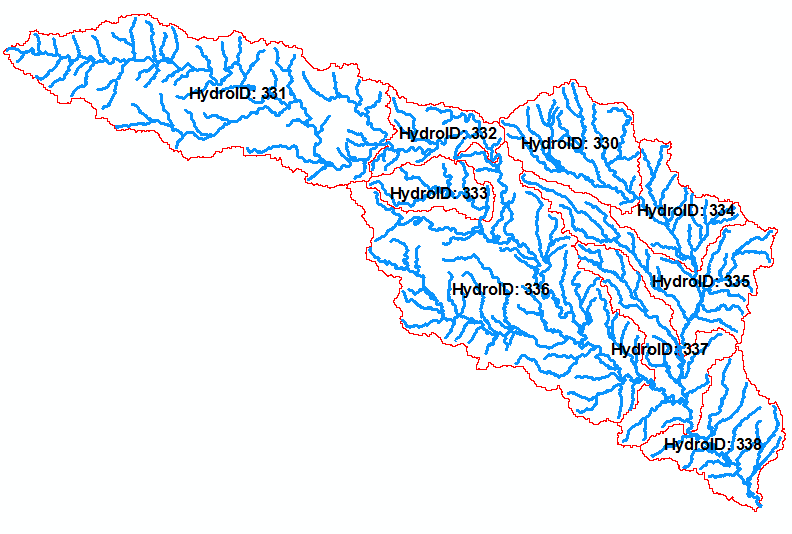 HydroID: 331
HydroID: 332
HydroID: 330
HydroID: 333
HydroID: 334
HydroID: 335
HydroID: 336
HydroID: 337
HydroID: 338